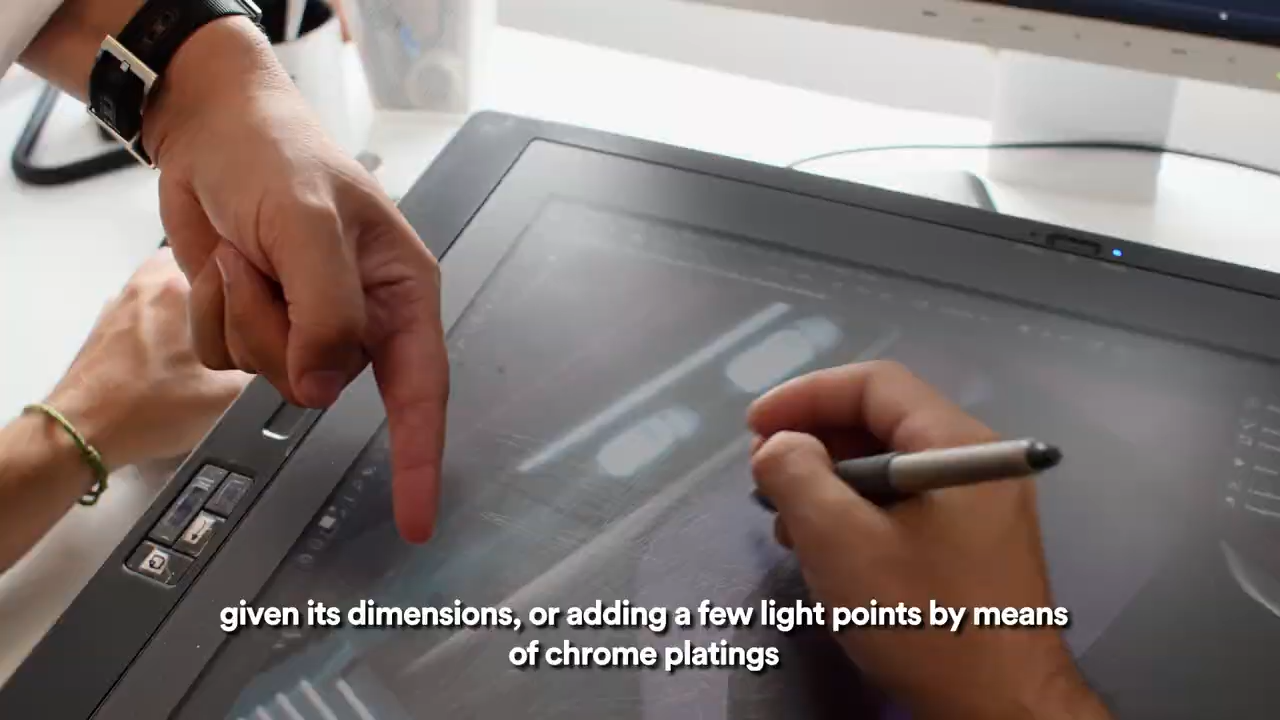 given its dimensions, or adding a few light points by means
of chrome platings